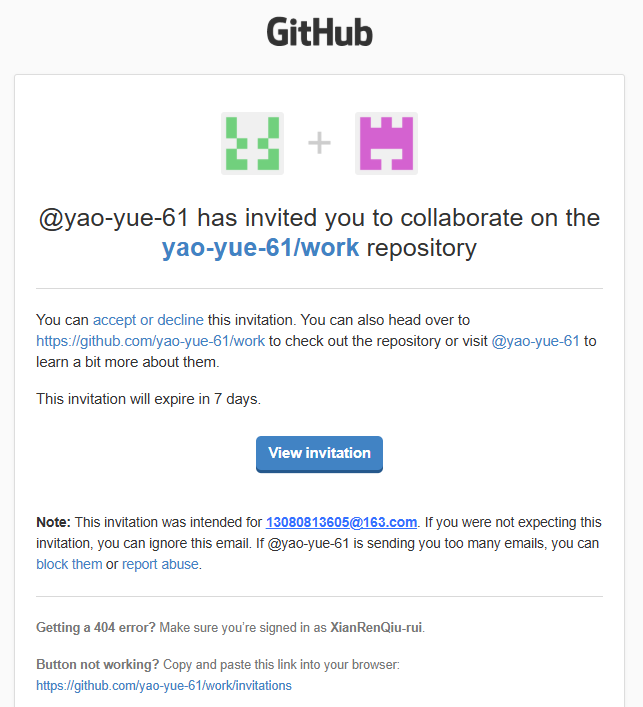 GitHub
@yao-yue-61 has invited you to collaborate on the
yao-yue-61/work repository
You can accept or decline this invitation. You can also head over to
https://github.com/yao-yue-61/work to check out the repository or visit @yao-yue-61 to
learn a bit more about them.
This invitation will expire in 7 days.
View invitation
Note: This invitation was intended for 13080813605@163.com. If you were not expecting this
invitation, you can ignore this email. If @yao-yue-61 is sending you too many emails, you can
block them or report abuse.
Getting a 404 error? Make sure you’re signed in as XianRenQiu-rui.
Button not working? Copy and paste this link into your browser:
https://github.com/yao-yue-61/work/invitations